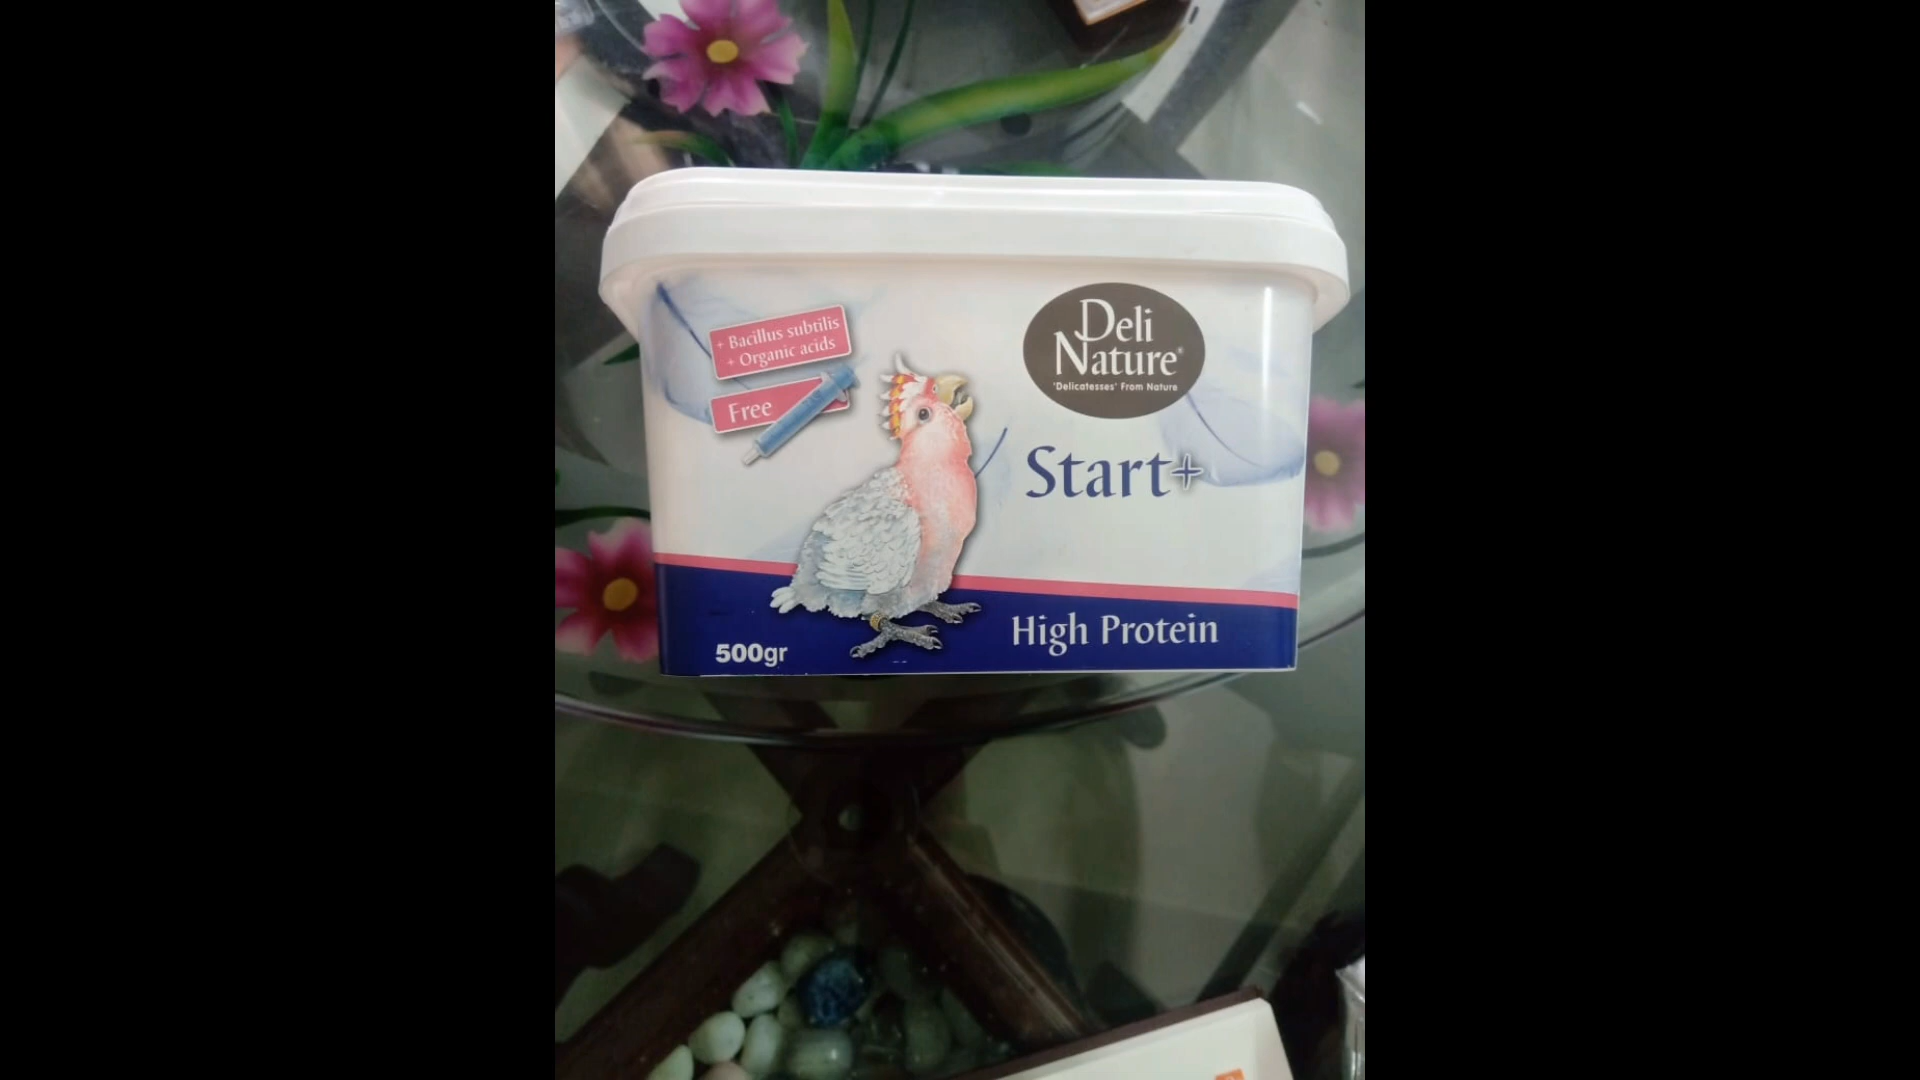 + Bacillus subtilis
+ Organic acids
Free
Deli
Nature®
'Delicatesses' From Nature
Start+
High Protein
500gr